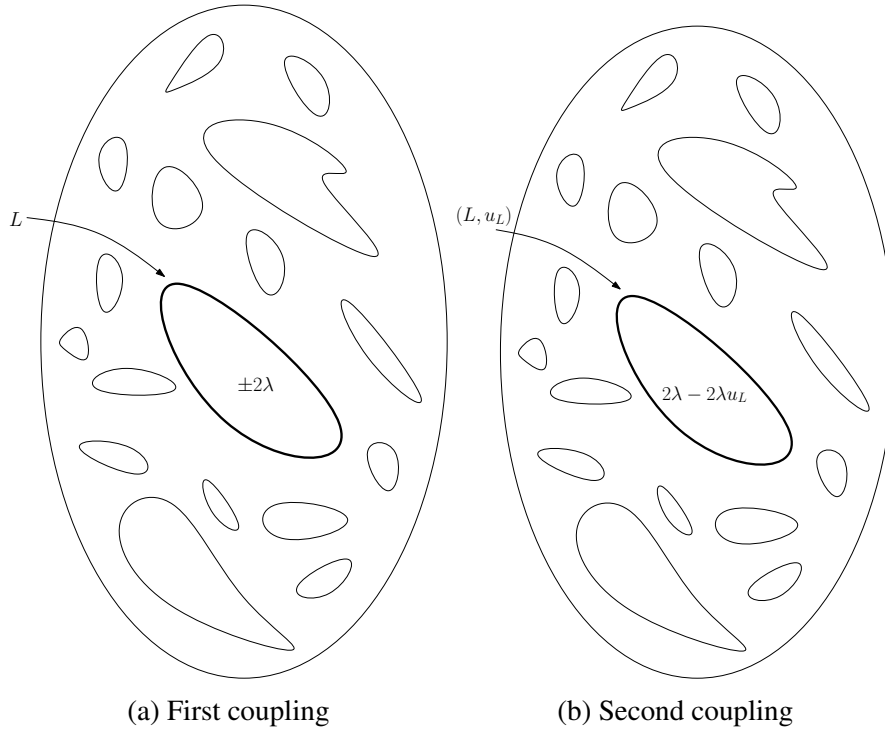 L
±2λ
(L, u_L)
2λ − 2λu_L
(a) First coupling
(b) Second coupling